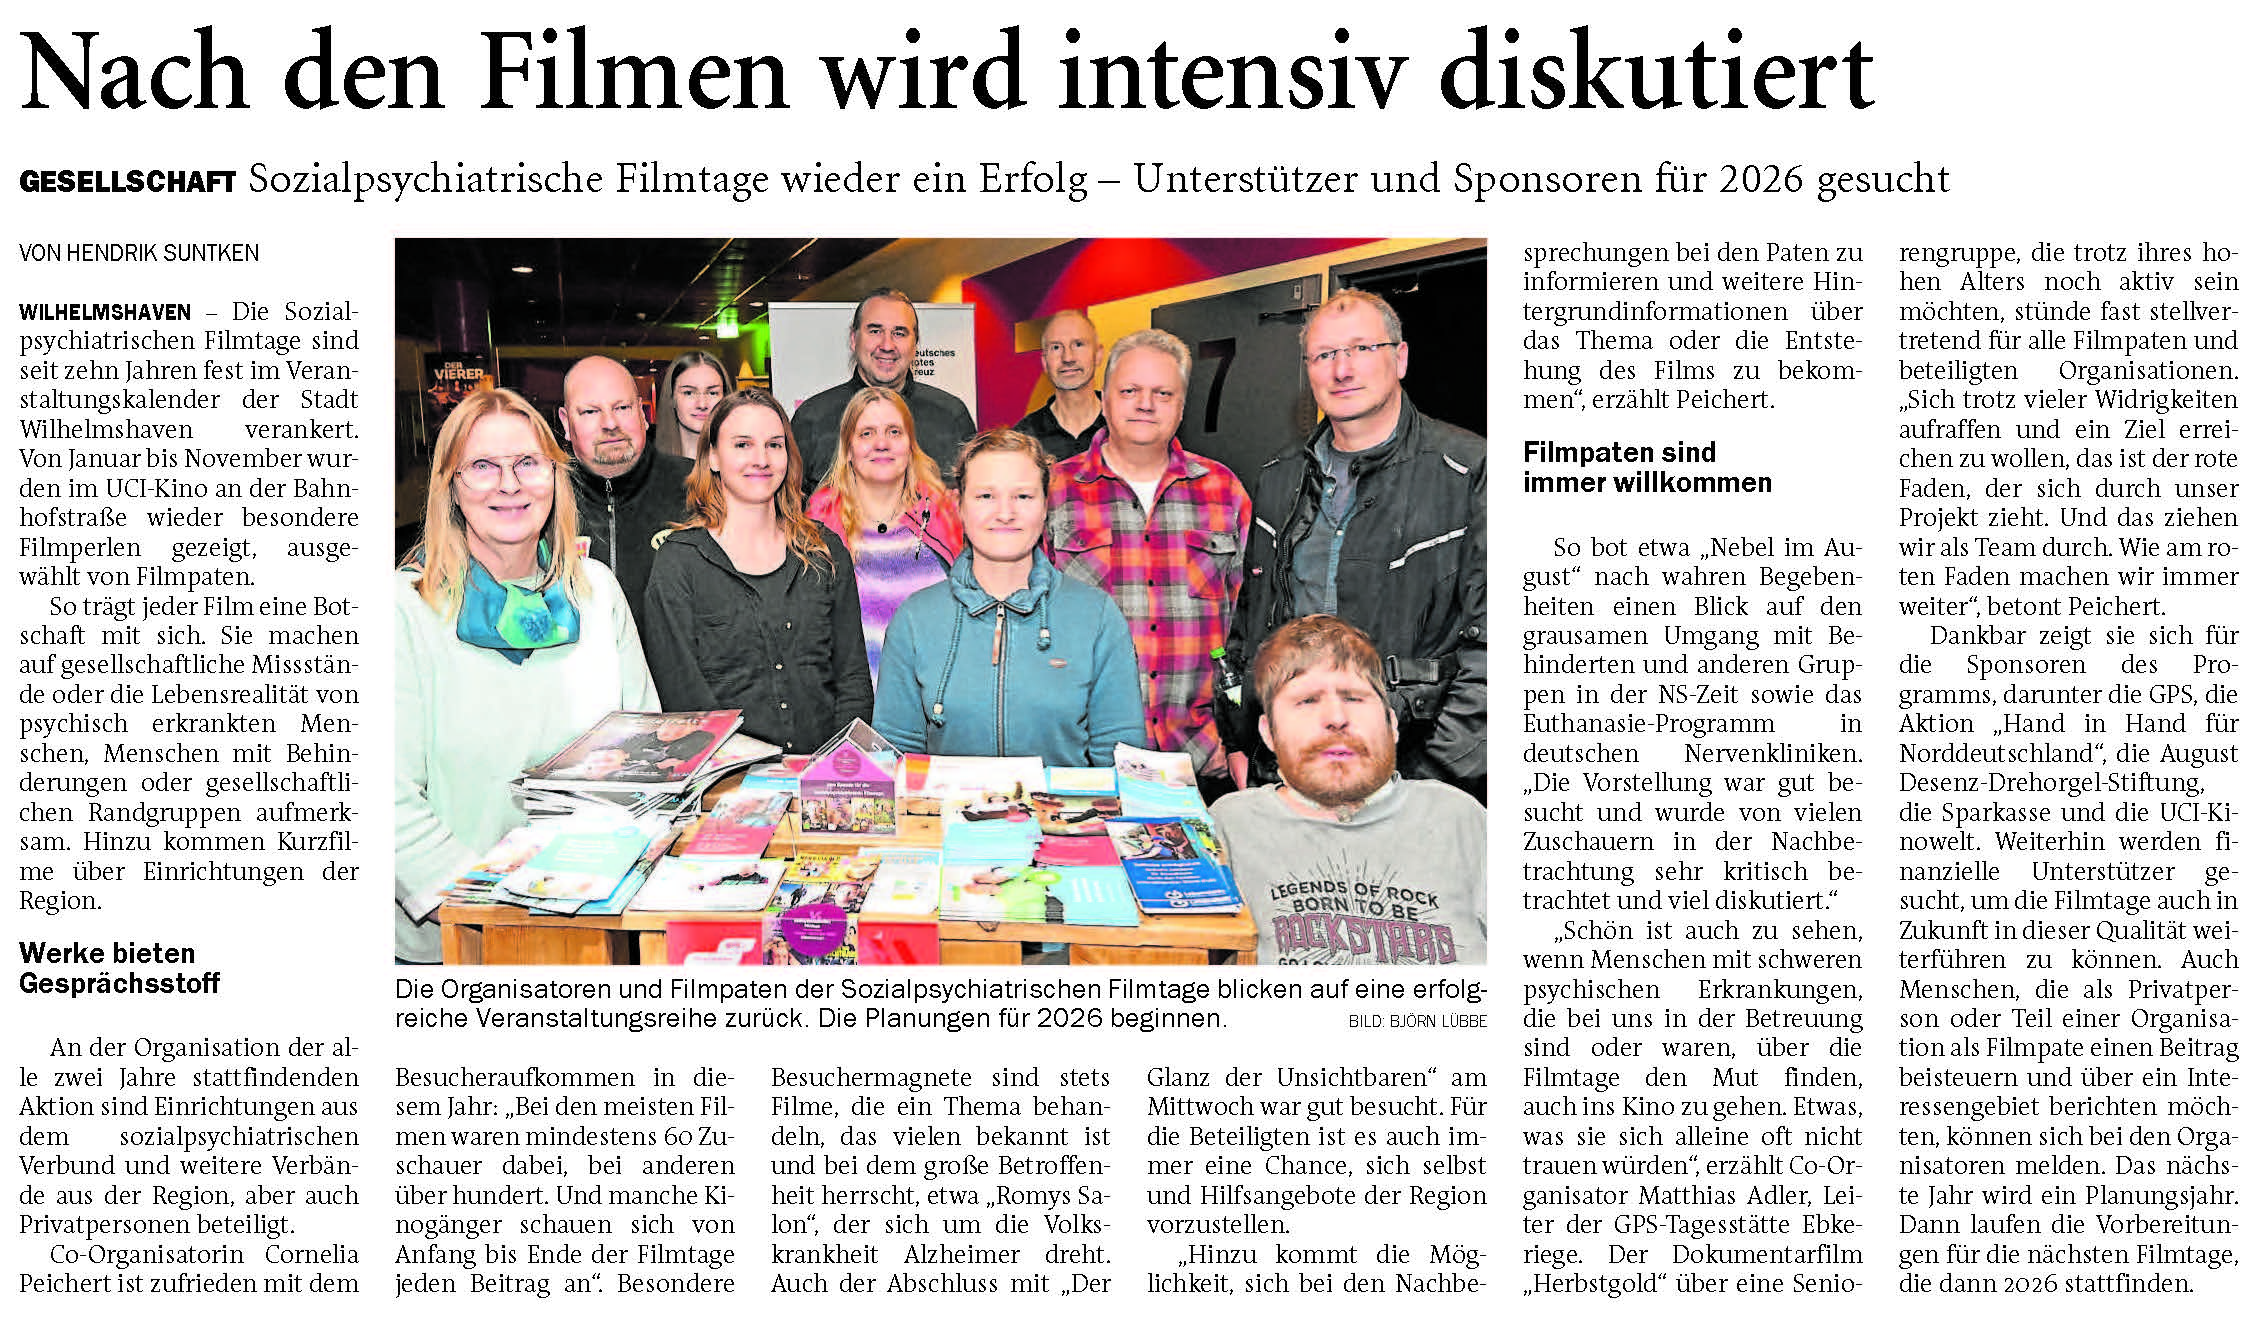 Nach den Filmen wird intensiv diskutiert
GESELLSCHAFT Sozialpsychiatrische Filmtage wieder ein Erfolg – Unterstützer und Sponsoren für 2026 gesucht
VON HENDRIK SUNTKEN
WILHELMSHAVEN – Die Sozial-
psychiatrischen Filmtage sind
seit zehn Jahren fest im Veran-
staltungskalender der Stadt
Wilhelmshaven verankert.
Von Januar bis November wur-
den im UCI-Kino an der Bahn-
hofstraße wieder besondere
Filmperlen gezeigt, ausge-
wählt von Filmpaten.
So trägt jeder Film eine Bot-
schaft mit sich. Sie machen
auf gesellschaftliche Missstän-
de oder die Lebensrealität von
psychisch erkrankten Men-
schen, Menschen mit Behin-
derungen oder gesellschaftli-
chen Randgruppen aufmerk-
sam. Hinzu kommen Kurzfil-
me über Einrichtungen der
Region.
Werke bieten
Gesprächsstoff
An der Organisation der al-
le zwei Jahre stattfindenden
Aktion sind Einrichtungen aus
dem sozialpsychiatrischen
Verbund und weitere Verbän-
de aus der Region, aber auch
Privatpersonen beteiligt.
Co-Organisatorin Cornelia
Peichert ist zufrieden mit dem
DER
VIERER
eutsches
otes
reuz
7
LEGENDS OF ROCK
BORN TO BE
ROCKSTARS
Die Organisatoren und Filmpaten der Sozialpsychiatrischen Filmtage blicken auf eine erfolg-
reiche Veranstaltungsreihe zurück. Die Planungen für 2026 beginnen.
BILD: BJÖRN LÜBBE
Besucheraufkommen in die-
sem Jahr: „Bei den meisten Fil-
men waren mindestens 60 Zu-
schauer dabei, bei anderen
über hundert. Und manche Ki-
nogänger schauen sich von
Anfang bis Ende der Filmtage
jeden Beitrag an“. Besondere
Besuchermagnete sind stets
Filme, die ein Thema behan-
deln, das vielen bekannt ist
und bei dem große Betroffen-
heit herrscht, etwa „Romys Sa-
lon“, der sich um die Volks-
krankheit Alzheimer dreht.
Auch der Abschluss mit „Der
Glanz der Unsichtbaren“ am
Mittwoch war gut besucht. Für
die Beteiligten ist es auch im-
mer eine Chance, sich selbst
und Hilfsangebote der Region
vorzustellen.
„Hinzu kommt die Mög-
lichkeit, sich bei den Nachbe-
sprechungen bei den Paten zu
informieren und weitere Hin-
tergrundinformationen über
das Thema oder die Entste-
hung des Films zu bekom-
men“, erzählt Peichert.
Filmpaten sind
immer willkommen
So bot etwa „Nebel im Au-
gust“ nach wahren Begeben-
heiten einen Blick auf den
grausamen Umgang mit Be-
hinderten und anderen Grup-
pen in der NS-Zeit sowie das
Euthanasie-Programm in
deutschen Nervenkliniken.
„Die Vorstellung war gut be-
sucht und wurde von vielen
Zuschauern in der Nachbe-
trachtung sehr kritisch be-
trachtet und viel diskutiert.“
„Schön ist auch zu sehen,
wenn Menschen mit schweren
psychischen Erkrankungen,
die bei uns in der Betreuung
sind oder waren, über die
Filmtage den Mut finden,
auch ins Kino zu gehen. Etwas,
was sie sich alleine oft nicht
trauen würden“, erzählt Co-Or-
ganisator Matthias Adler, Lei-
ter der GPS-Tagesstätte Ebke-
riege. Der Dokumentarfilm
„Herbstgold“ über eine Senio-
rengruppe, die trotz ihres ho-
hen Alters noch aktiv sein
möchten, stünde fast stellver-
tretend für alle Filmpaten und
beteiligten Organisationen.
„Sich trotz vieler Widrigkeiten
aufraffen und ein Ziel errei-
chen zu wollen, das ist der rote
Faden, der sich durch unser
Projekt zieht. Und das ziehen
wir als Team durch. Wie am ro-
ten Faden machen wir immer
weiter“, betont Peichert.
Dankbar zeigt sie sich für
die Sponsoren des Pro-
gramms, darunter die GPS, die
Aktion „Hand in Hand für
Norddeutschland“, die August
Desenz-Drehorgel-Stiftung,
die Sparkasse und die UCI-Ki-
nowelt. Weiterhin werden fi-
nanzielle Unterstützer ge-
sucht, um die Filmtage auch in
Zukunft in dieser Qualität wei-
terführen zu können. Auch
Menschen, die als Privatper-
son oder Teil einer Organisa-
tion als Filmpate einen Beitrag
beisteuern und über ein Inte-
ressengebiet berichten möch-
ten, können sich bei den Orga-
nisatoren melden. Das nächs-
te Jahr wird ein Planungsjahr.
Dann laufen die Vorbereitun-
gen für die nächsten Filmtage,
die dann 2026 stattfinden.